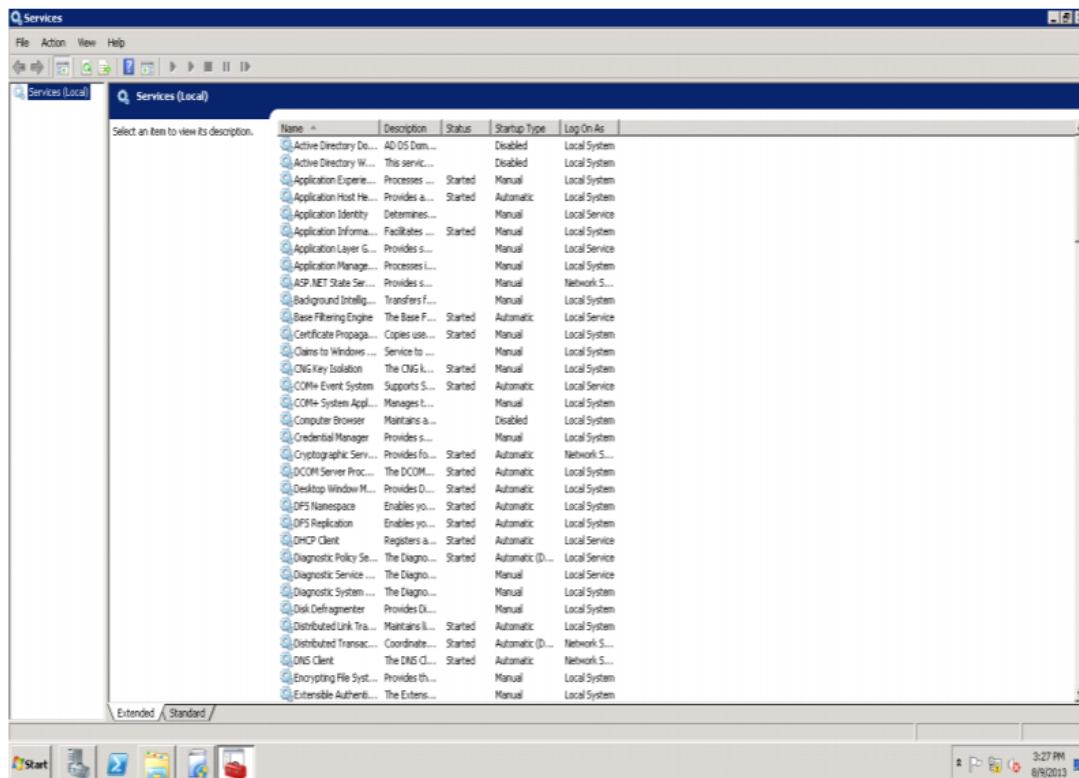 Services
File Action View Help
Services (Local)
Services (Local)
Select an item to view its description.
Name Description Status Startup Type Log On As
Active Directory Do... AD DS Dom... Disabled Local System
Active Directory W... This servic... Disabled Local System
Application Experie... Processes ... Started Manual Local System
Application Host He... Provides a... Started Automatic Local System
Application Identity Determines... Manual Local Service
Application Informa... Facilitates ... Started Manual Local System
Application Layer G... Provides s... Manual Local Service
Application Manage... Processes i... Manual Local System
ASP.NET State Ser... Provides s... Manual Network S...
Background Intellig... Transfers f... Manual Local System
Base Filtering Engine The Base F... Started Automatic Local Service
Certificate Propaga... Copies use... Started Manual Local System
Claims to Windows ... Service to ... Manual Local System
CNG Key Isolation The CNG k... Started Manual Local System
COM+ Event System Supports S... Started Automatic Local Service
COM+ System Appl... Manages t... Manual Local System
Computer Browser Maintains a... Disabled Local System
Credential Manager Provides s... Manual Local System
Cryptographic Serv... Provides fo... Started Automatic Network S...
DCOM Server Proc... The DCOM... Started Automatic Local System
Desktop Window M... Provides D... Started Automatic Local System
DFS Namespace Enables yo... Started Automatic Local System
DFS Replication Enables yo... Started Automatic Local System
DHCP Client Registers a... Started Automatic Local Service
Diagnostic Policy Se... The Diagno... Started Automatic (D... Local Service
Diagnostic Service ... The Diagno... Manual Local Service
Diagnostic System ... The Diagno... Manual Local System
Disk Defragmenter Provides Di... Manual Local System
Distributed Link Tra... Maintains li... Started Automatic Local System
Distributed Transac... Coordinate... Started Automatic (D... Network S...
DNS Client The DNS Cl... Started Automatic Network S...
Encrypting File Syst... Provides th... Manual Local System
Extensible Authenti... The Extens... Manual Local System
Extended Standard
Start
3:27 PM
8/9/2013